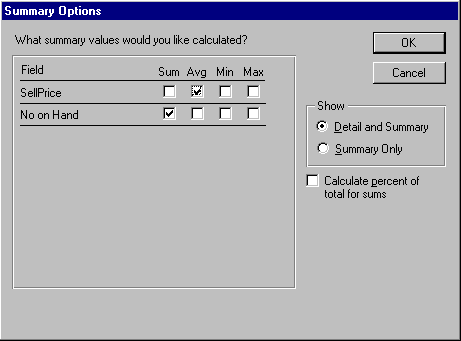 Summary Options
What summary values would you like calculated?
OK
Cancel
Field Sum Avg Min Max
SellPrice
No on Hand
Show
Detail and Summary
Summary Only
Calculate percent of
total for sums